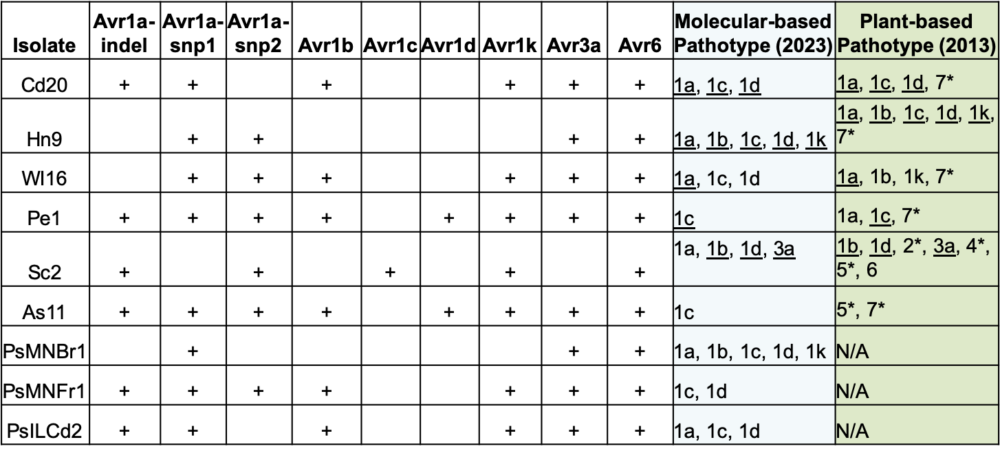 Isolate Avr1a-indel Avr1a-snp1 Avr1a-snp2 Avr1b Avr1c Avr1d Avr1k Avr3a Avr6 Molecular-based Pathotype (2023) Plant-based Pathotype (2013)
Cd20 + + + + + + 1a, 1c, 1d 1a, 1c, 1d, 7*
Hn9 + + + + 1a, 1b, 1c, 1d, 1k 1a, 1b, 1c, 1d, 1k, 7*
Wl16 + + + + + + 1a, 1c, 1d 1a, 1b, 1k, 7*
Pe1 + + + + + + + + 1c 1a, 1c, 7*
Sc2 + + + + + 1a, 1b, 1d, 3a 1b, 1d, 2*, 3a, 4*, 5*, 6
As11 + + + + + + + + 1c 5*, 7*
PsMNBr1 + + + 1a, 1b, 1c, 1d, 1k N/A
PsMNFr1 + + + + + + + 1c, 1d N/A
PsILCd2 + + + + + + 1a, 1c, 1d N/A